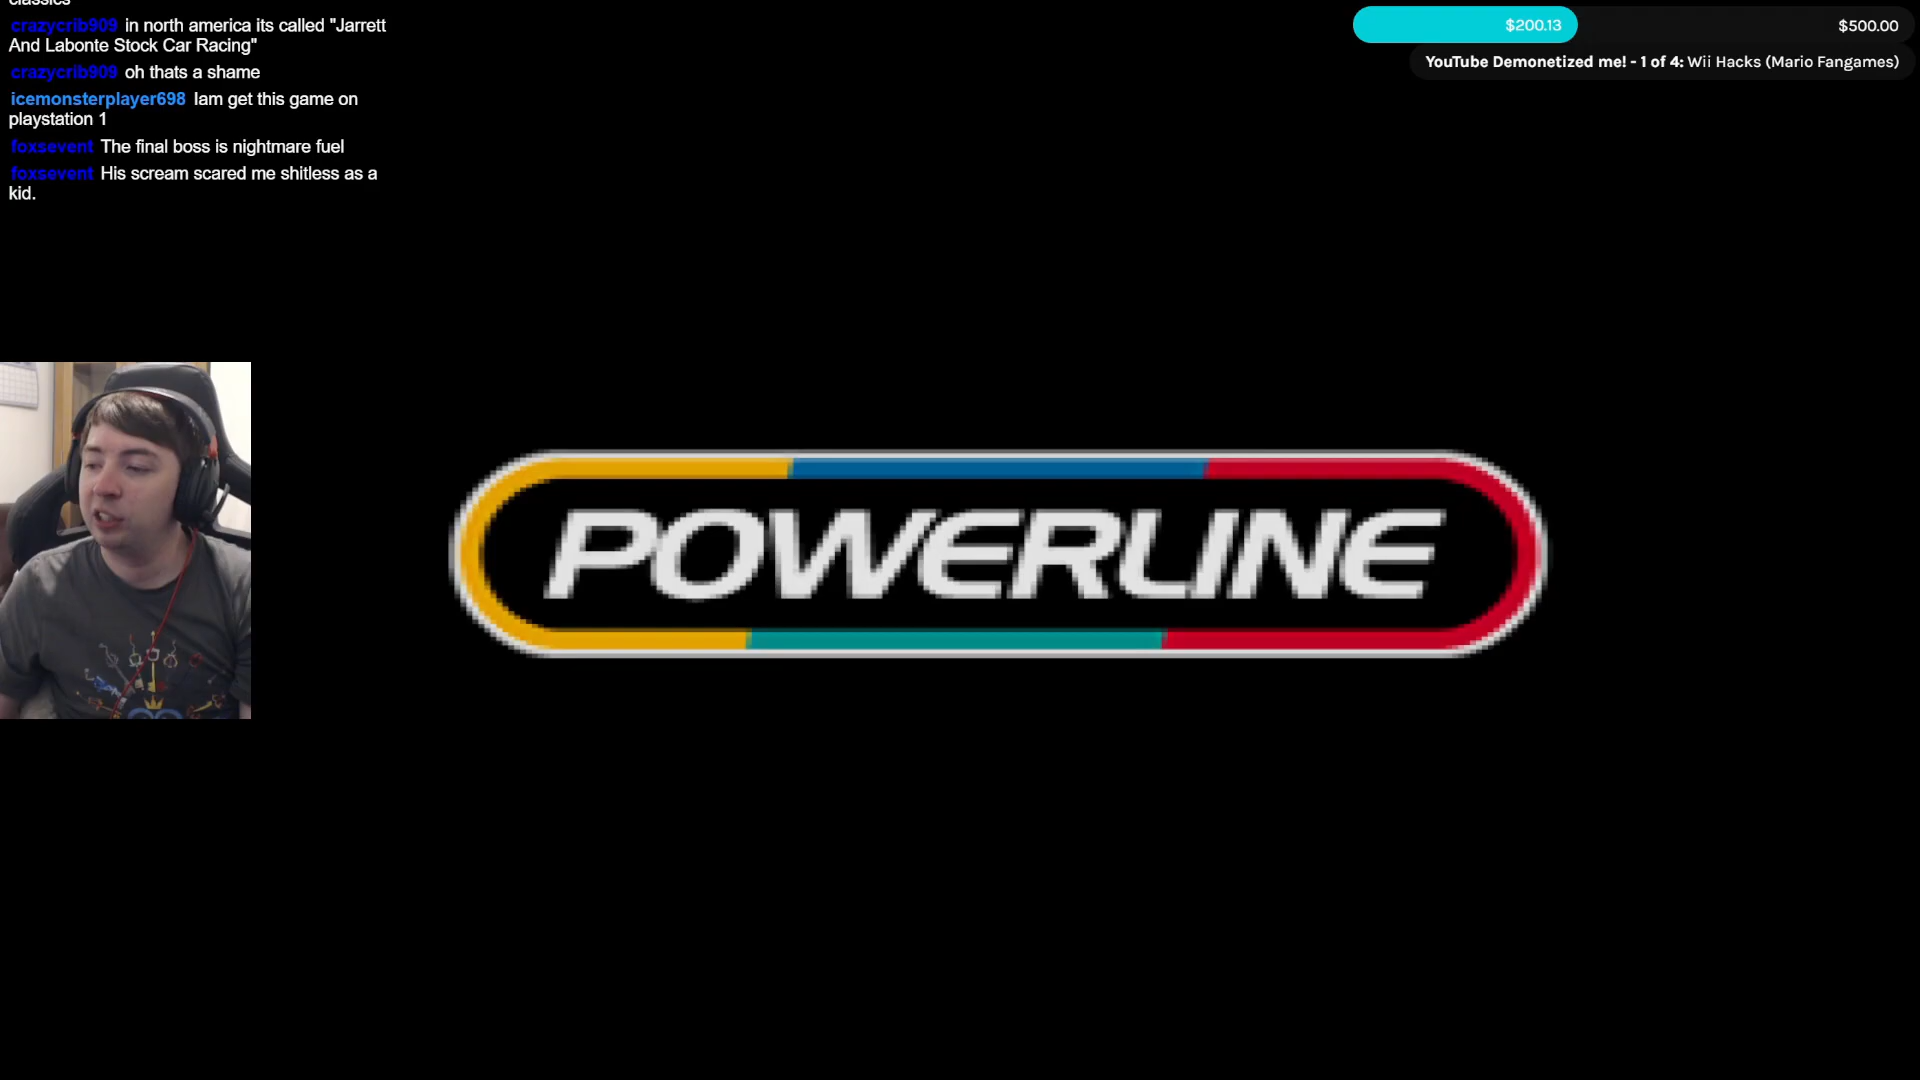 crazycrib909 in north america its called "Jarrett
And Labonte Stock Car Racing"
crazycrib909 oh thats a shame
icemonsterplayer698 Iam get this game on
playstation 1
foxsevent The final boss is nightmare fuel
foxsevent His scream scared me shitless as a
kid.
$200.13 $500.00
YouTube Demonetized me! - 1 of 4: Wii Hacks (Mario Fangames)
POWERLINE